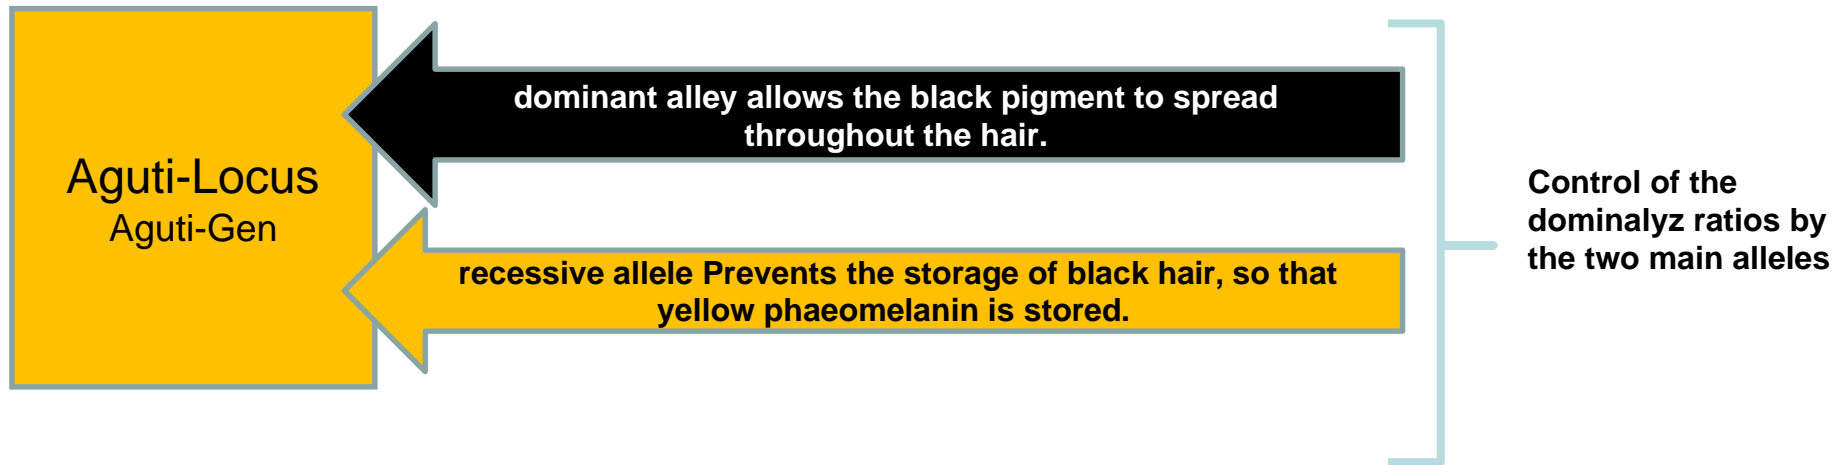 Aguti-Locus
Aguti-Gen
dominant alley allows the black pigment to spread
throughout the hair.
recessive allele Prevents the storage of black hair, so that
yellow phaeomelanin is stored.
Control of the
dominalyz ratios by
the two main alleles